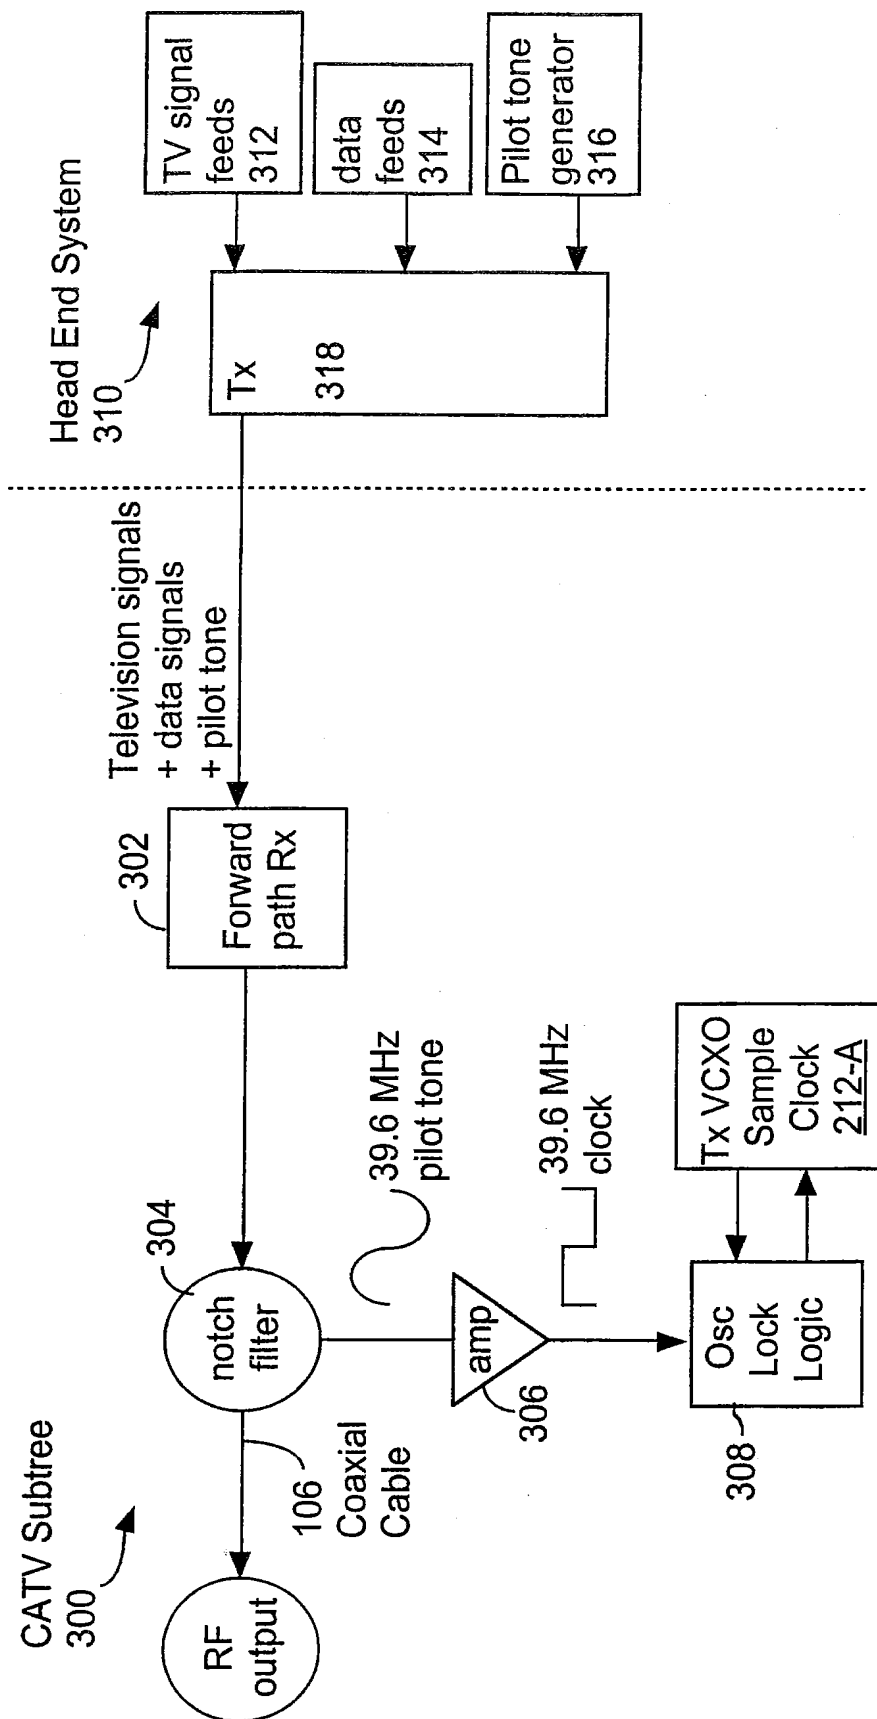 CATV Subtree
300
Head End System
310
RF
output
106
Coaxial
Cable
notch
filter
304
Forward
path Rx
302
Television signals
+ data signals
+ pilot tone
Tx
318
TV signal
feeds
312
data
feeds
314
Pilot tone
generator
316
39.6 MHz
pilot tone
amp
306
39.6 MHz
clock
Osc
Lock
Logic
308
Tx VCXO
Sample
Clock
212-A